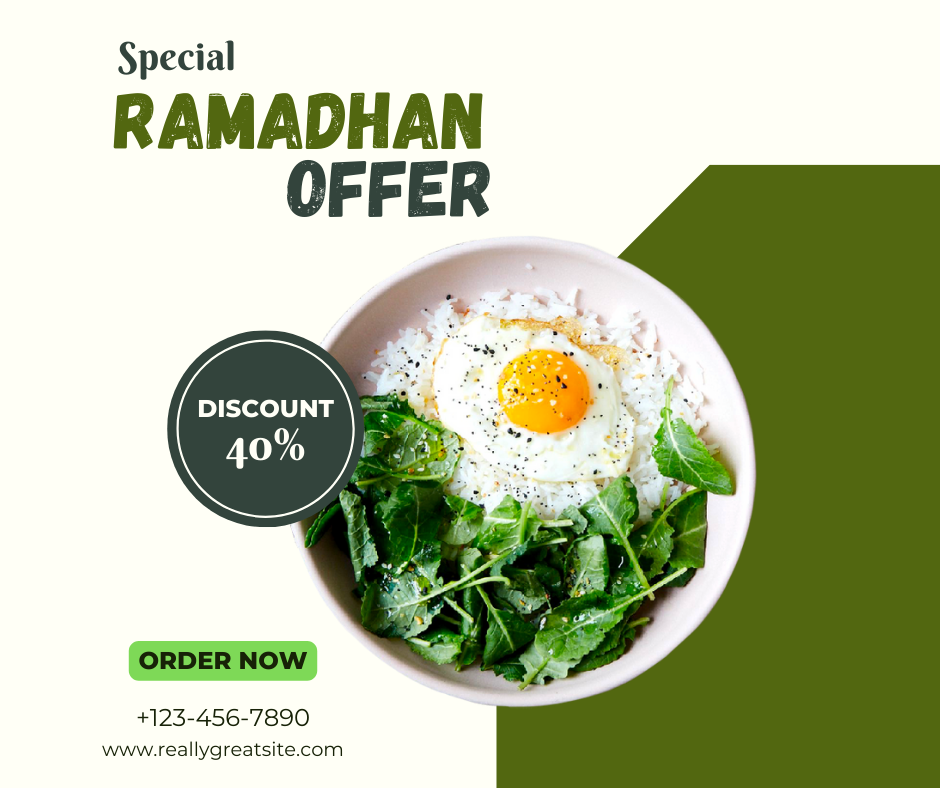 Special
RAMADHAN
OFFER
DISCOUNT
40%
ORDER NOW
+123-456-7890
www.reallygreatsite.com